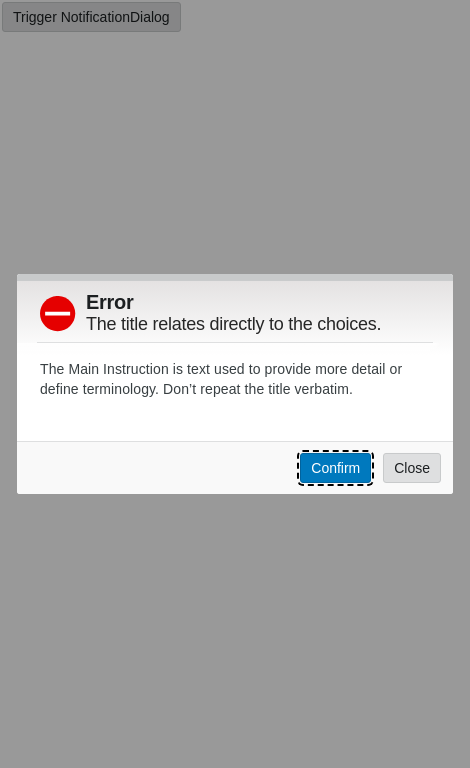 Trigger NotificationDialog
Error
The title relates directly to the choices.
The Main Instruction is text used to provide more detail or
define terminology. Don’t repeat the title verbatim.
Confirm
Close